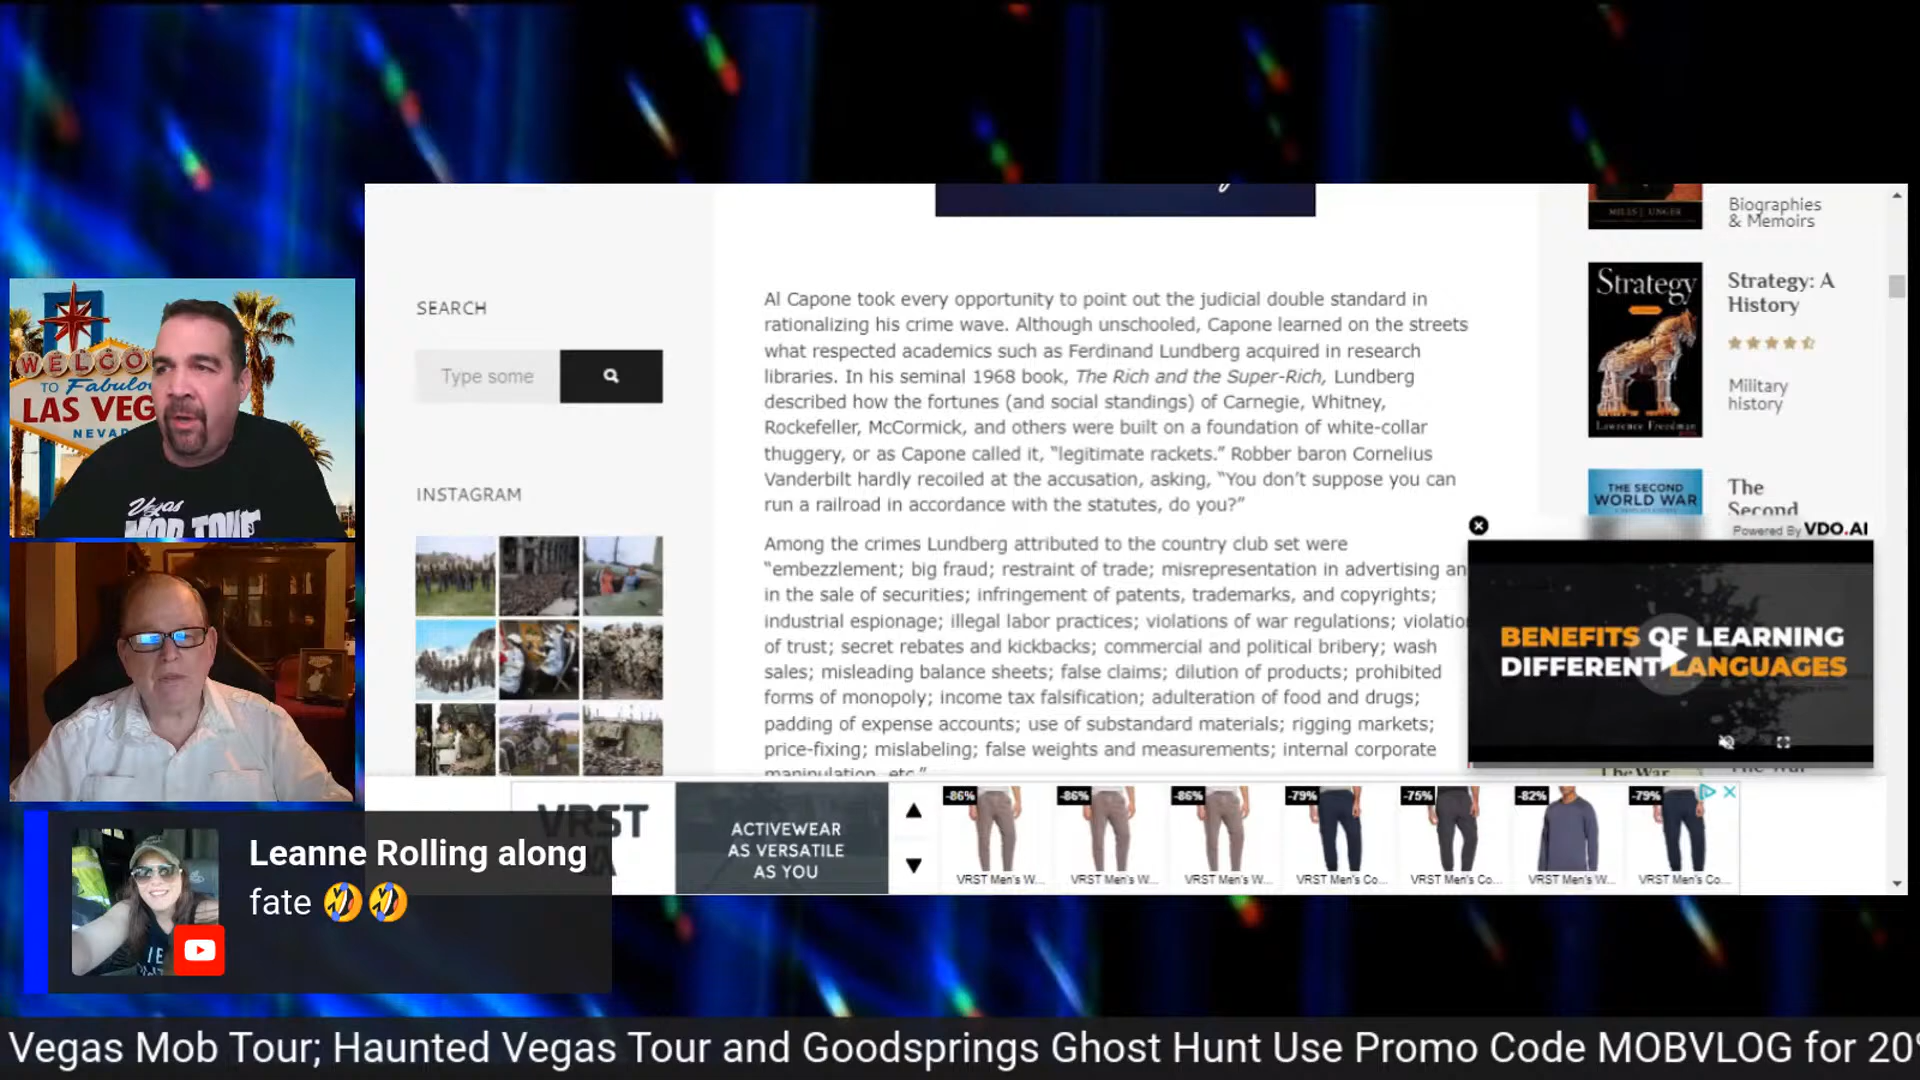 MILES J. UNGER
Biographies
& Memoirs
SEARCH
Type some
INSTAGRAM
Al Capone took every opportunity to point out the judicial double standard in
rationalizing his crime wave. Although unschooled, Capone learned on the streets
what respected academics such as Ferdinand Lundberg acquired in research
libraries. In his seminal 1968 book, The Rich and the Super-Rich, Lundberg
described how the fortunes (and social standings) of Carnegie, Whitney,
Rockefeller, McCormick, and others were built on a foundation of white-collar
thuggery, or as Capone called it, “legitimate rackets.” Robber baron Cornelius
Vanderbilt hardly recoiled at the accusation, asking, “You don’t suppose you can
run a railroad in accordance with the statutes, do you?”
Among the crimes Lundberg attributed to the country club set were
“embezzlement; big fraud; restraint of trade; misrepresentation in advertising an
in the sale of securities; infringement of patents, trademarks, and copyrights;
industrial espionage; illegal labor practices; violations of war regulations; violatio
of trust; secret rebates and kickbacks; commercial and political bribery; wash
sales; misleading balance sheets; false claims; dilution of products; prohibited
forms of monopoly; income tax falsification; adulteration of food and drugs;
padding of expense accounts; use of substandard materials; rigging markets;
price-fixing; mislabeling; false weights and measurements; internal corporate
manipulation, etc.”
Strategy
Lawrence Freedman
Strategy: A
History
Military
history
THE SECOND
WORLD WAR
The
Second
Powered By VDO.AI
BENEFITS OF LEARNING
DIFFERENT LANGUAGES
The War
WELCO
TO Fabulo
LAS VEG
NEVAD
Vegas
MOB TOUR
VRST
ACTIVEWEAR
AS VERSATILE
AS YOU
-86% -86% -86% -79% -75% -82% -79%
VRST Men's W... VRST Men's W... VRST Men's W... VRST Men's Co... VRST Men's Co... VRST Men's W... VRST Men's Co...
Leanne Rolling along
fate 🤣🤣
Vegas Mob Tour; Haunted Vegas Tour and Goodsprings Ghost Hunt Use Promo Code MOBVLOG for 20%